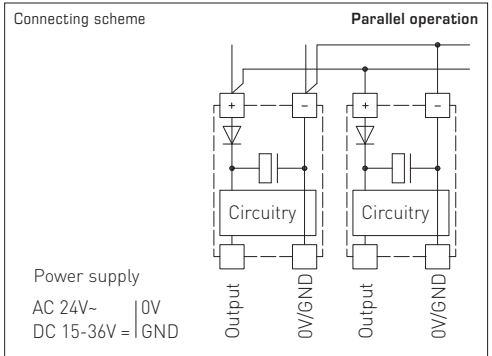 Connecting scheme Parallel operation
+ − + −
Circuitry Circuitry
Output 0V/GND Output 0V/GND
Power supply
AC 24V~ 0V
DC 15-36V = GND